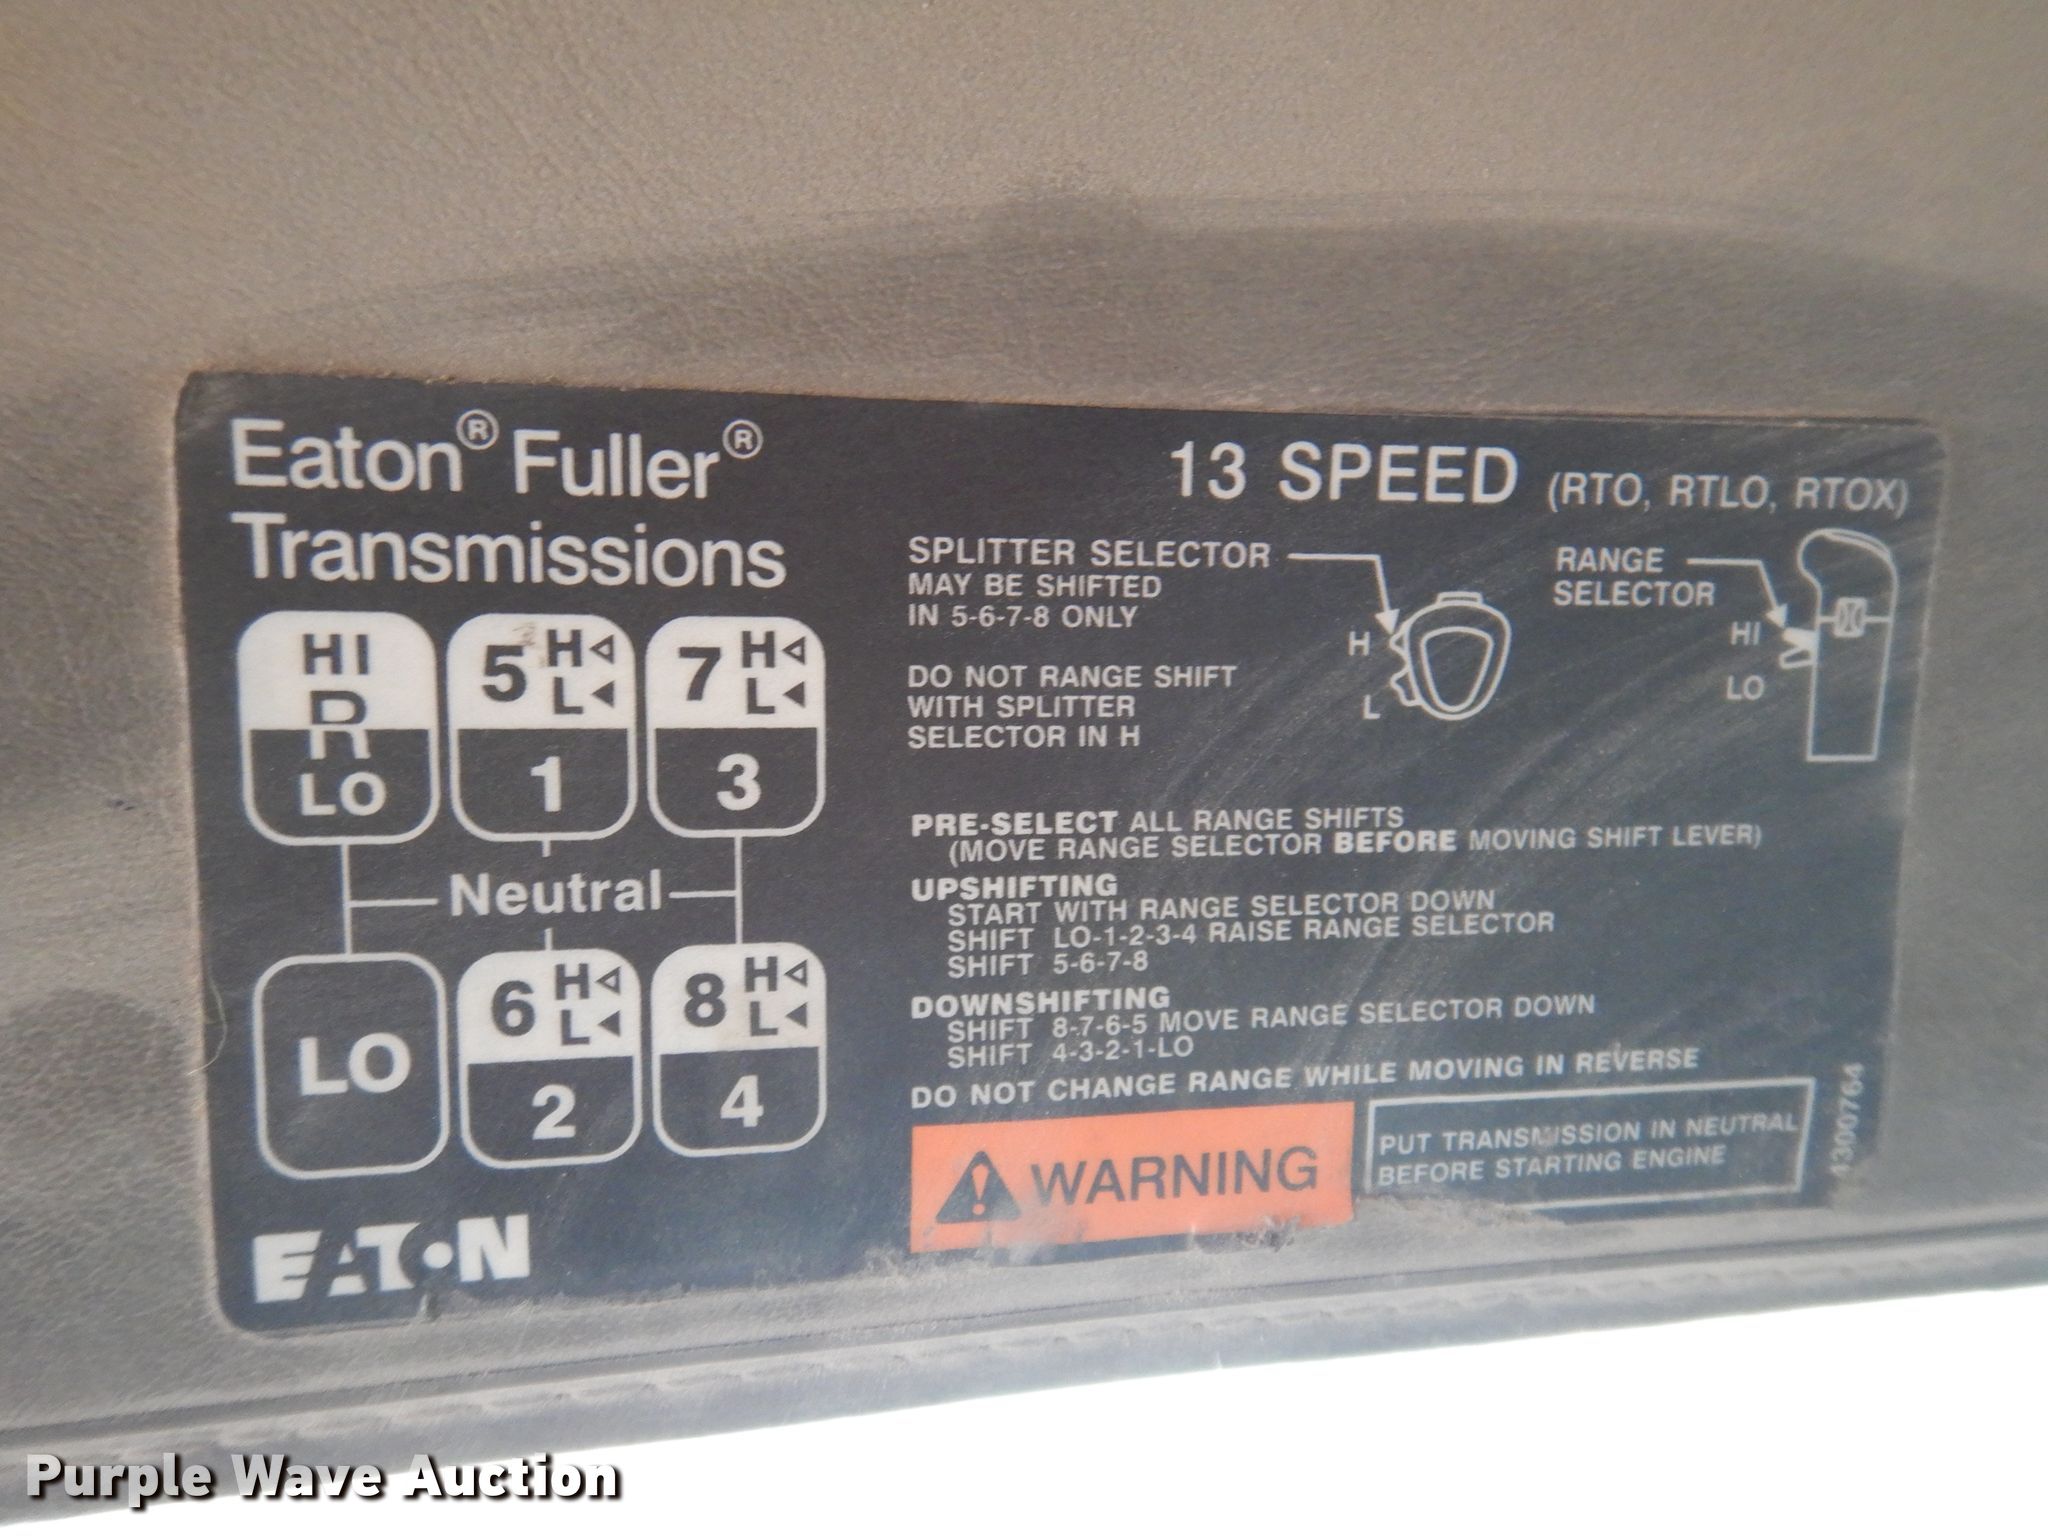 Eaton® Fuller®
Transmissions
13 SPEED (RTO, RTLO, RTOX)
HI
R
LO
5 H
L
1
7 H
L
3
Neutral
LO
6 H
L
2
8 H
L
4
EATON
SPLITTER SELECTOR
MAY BE SHIFTED
IN 5-6-7-8 ONLY
H
L
RANGE
SELECTOR
HI
LO
DO NOT RANGE SHIFT
WITH SPLITTER
SELECTOR IN H
PRE-SELECT ALL RANGE SHIFTS
(MOVE RANGE SELECTOR BEFORE MOVING SHIFT LEVER)
UPSHIFTING
START WITH RANGE SELECTOR DOWN
SHIFT LO-1-2-3-4 RAISE RANGE SELECTOR
SHIFT 5-6-7-8
DOWNSHIFTING
SHIFT 8-7-6-5 MOVE RANGE SELECTOR DOWN
SHIFT 4-3-2-1-LO
DO NOT CHANGE RANGE WHILE MOVING IN REVERSE
WARNING
PUT TRANSMISSION IN NEUTRAL
BEFORE STARTING ENGINE
4300764
Purple Wave Auction